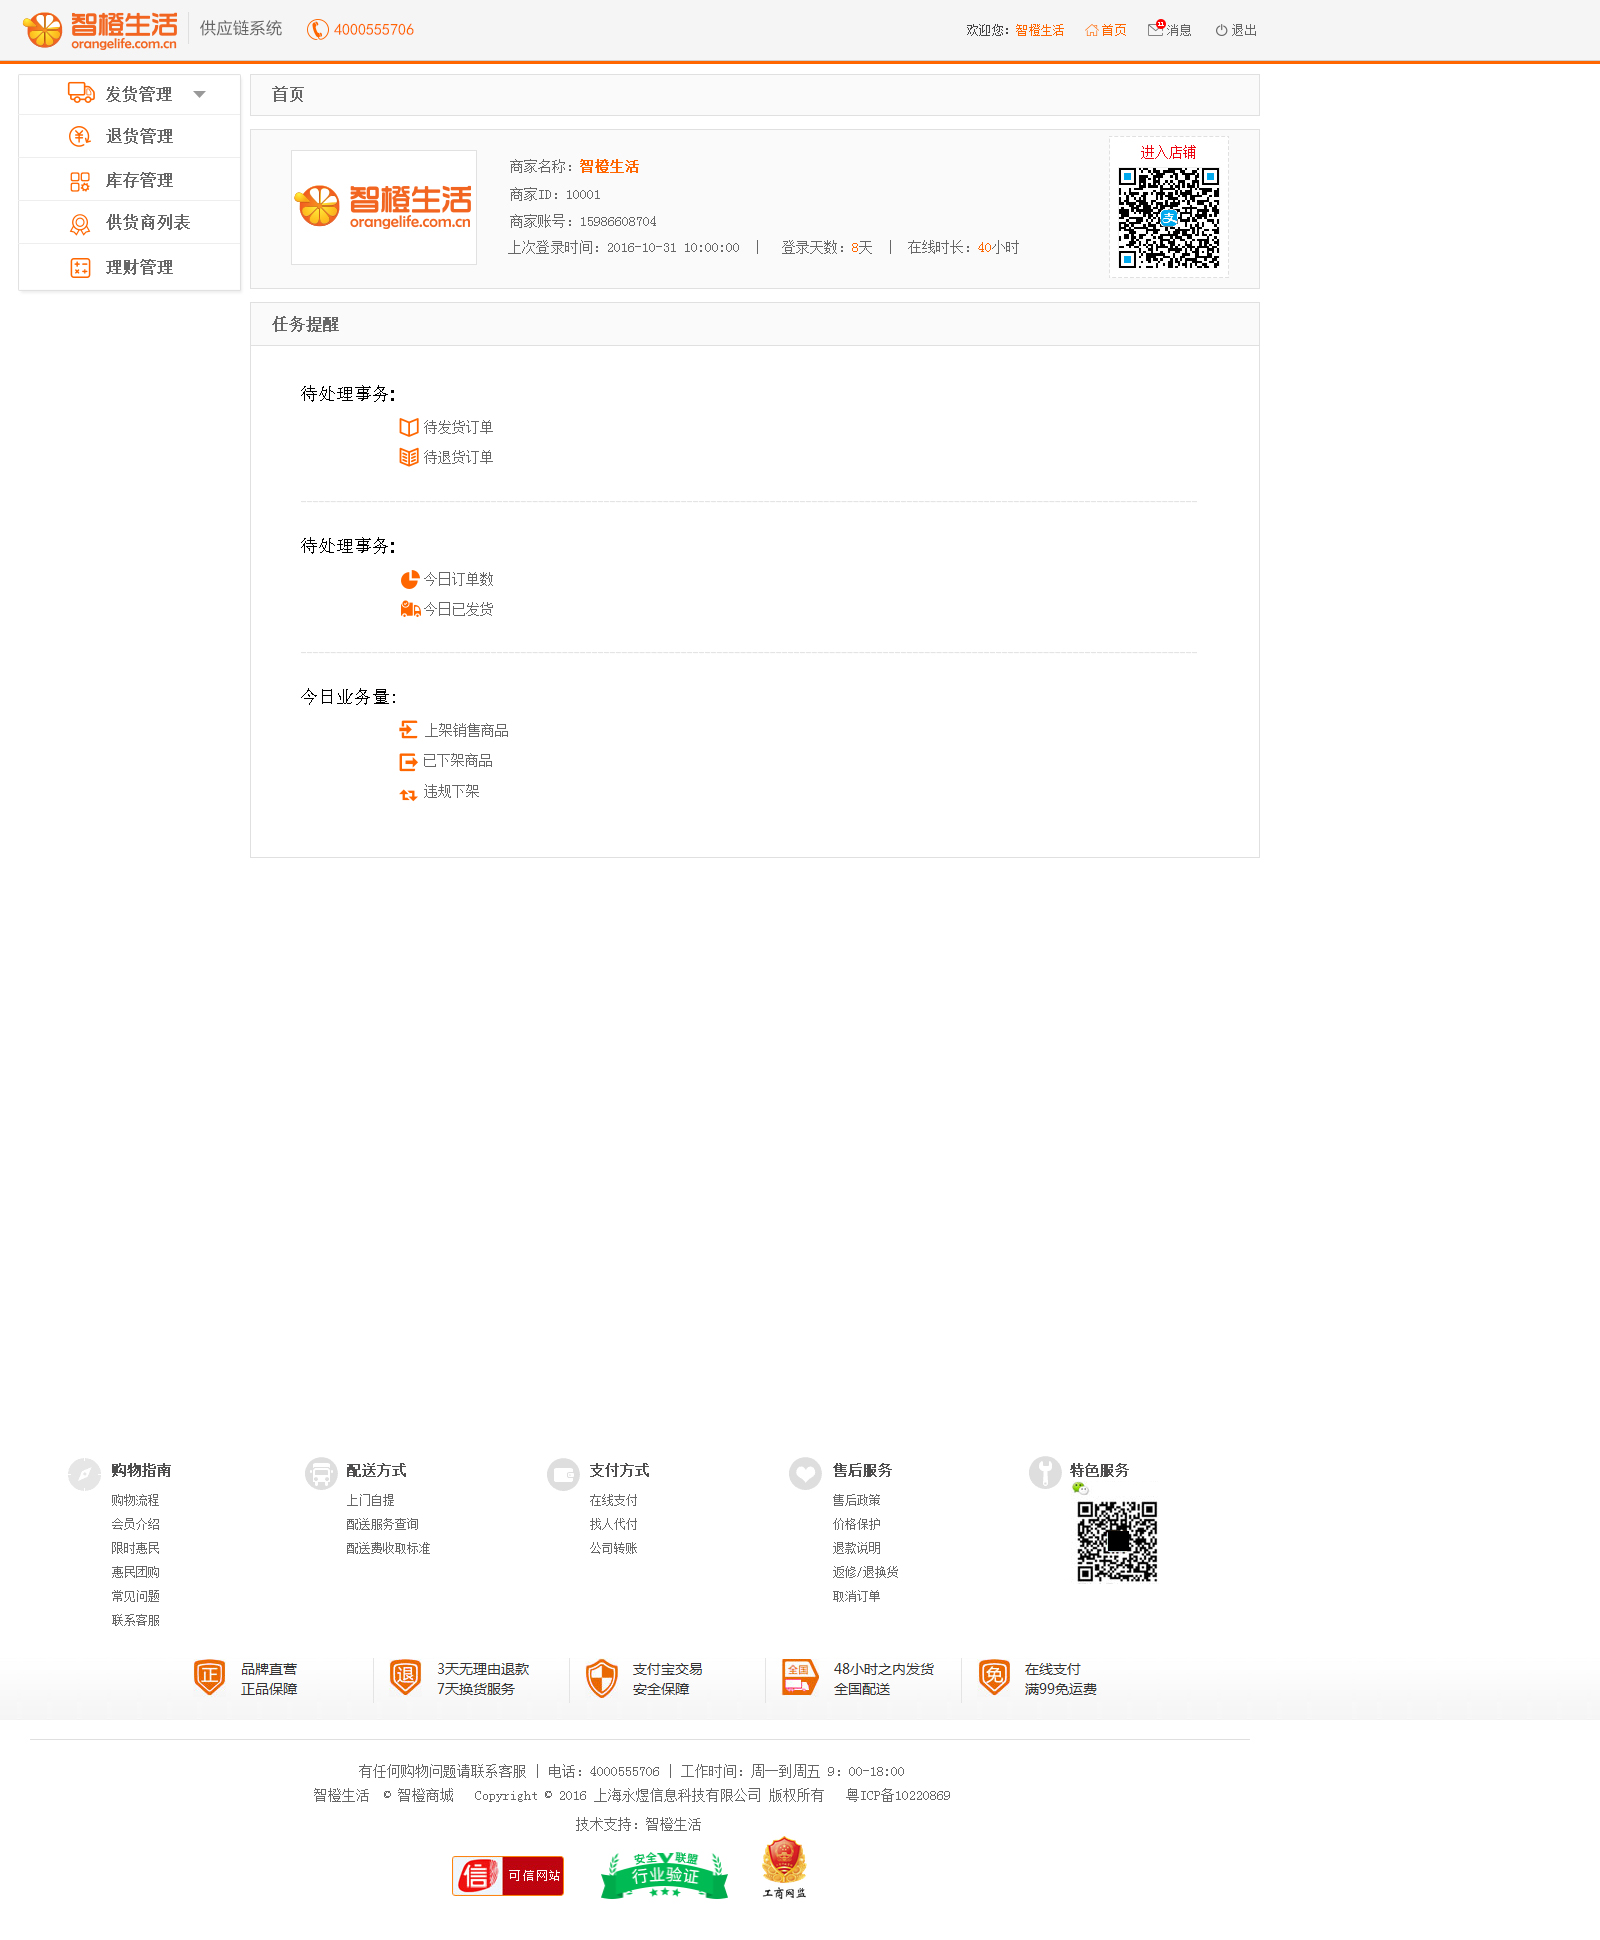 智橙生活 供应链系统 4000555706 欢迎您：智橙生活 首页 11 消息 退出
orangelife.com.cn
发货管理
退货管理
库存管理
供货商列表
理财管理
首页
智橙生活
orangelife.com.cn
商家名称：智橙生活
商家ID：10001
商家账号：15986608704
上次登录时间：2016-10-31 10:00:00 | 登录天数：8天 | 在线时长：40小时
进入店铺
支
任务提醒
待处理事务:
待发货订单
待退货订单
待处理事务:
今日订单数
今日已发货
今日业务量:
上架销售商品
已下架商品
违规下架
购物指南
购物流程
会员介绍
限时惠民
惠民团购
常见问题
联系客服
配送方式
上门自提
配送服务查询
配送费收取标准
支付方式
在线支付
找人代付
公司转账
售后服务
售后政策
价格保护
退款说明
返修/退换货
取消订单
特色服务
正 品牌直营
正品保障
退 3天无理由退款
7天换货服务
支付宝交易
安全保障
全国 48小时之内发货
全国配送
免 在线支付
满99免运费
有任何购物问题请联系客服 | 电话：4000555706 | 工作时间：周一到周五 9：00-18:00
智橙生活 © 智橙商城 Copyright © 2016 上海永煜信息科技有限公司 版权所有 粤ICP备10220869
技术支持：智橙生活
信 可信网站
安全联盟
行业验证
工商网监